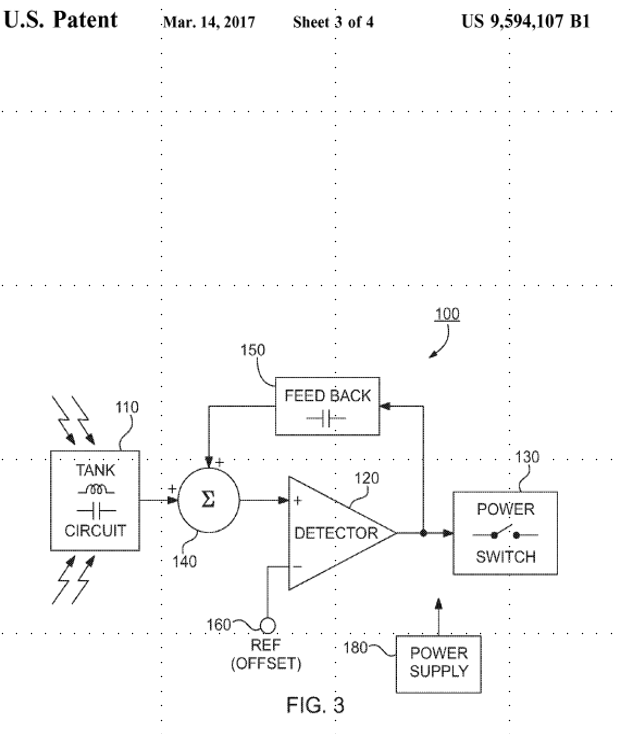 U.S. Patent Mar. 14, 2017 Sheet 3 of 4 US 9,594,107 B1
100
150
FEED BACK
110
TANK
CIRCUIT
+
+
Σ
140
120
+
DETECTOR
−
130
POWER
SWITCH
160
REF
(OFFSET)
180
POWER
SUPPLY
FIG. 3